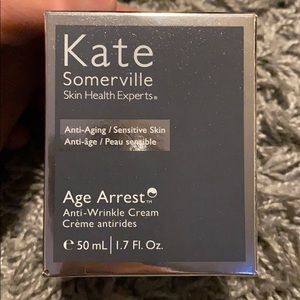 Kate
Somerville
Skin Health Experts®
Anti-Aging / Sensitive Skin
Anti-âge / Peau sensible
Age Arrest™
Anti-Wrinkle Cream
Crème antirides
℮ 50 mL | 1.7 Fl. Oz.